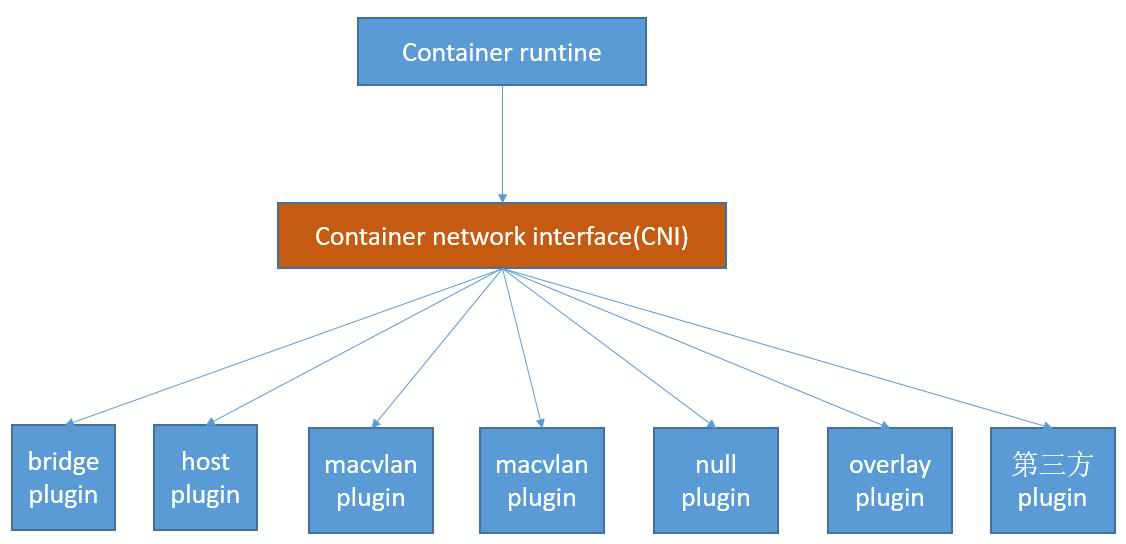 Container runtime
Container network interface(CNI)
bridge
plugin
host
plugin
macvlan
plugin
macvlan
plugin
null
plugin
overlay
plugin
第三方
plugin